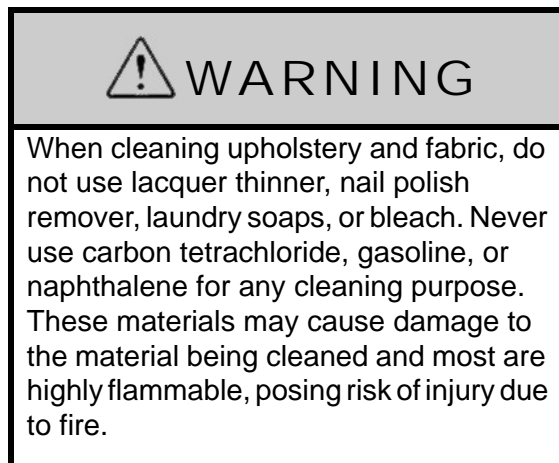 WARNING
When cleaning upholstery and fabric, do
not use lacquer thinner, nail polish
remover, laundry soaps, or bleach. Never
use carbon tetrachloride, gasoline, or
naphthalene for any cleaning purpose.
These materials may cause damage to
the material being cleaned and most are
highly flammable, posing risk of injury due
to fire.